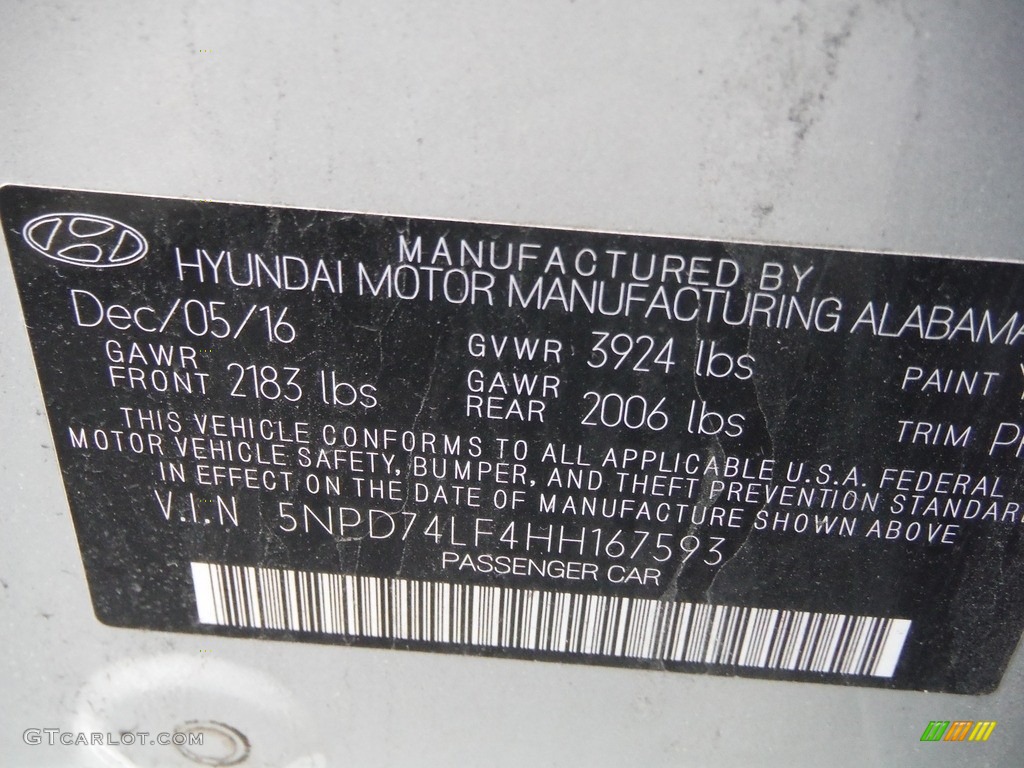 MANUFACTURED BY
HYUNDAI MOTOR MANUFACTURING ALABAMA
Dec/05/16
GVWR 3924 lbs
GAWR FRONT 2183 lbs
GAWR REAR 2006 lbs
PAINT
TRIM
THIS VEHICLE CONFORMS TO ALL APPLICABLE U.S.A. FEDERAL
MOTOR VEHICLE SAFETY, BUMPER, AND THEFT PREVENTION STANDARD
IN EFFECT ON THE DATE OF MANUFACTURE SHOWN ABOVE
V.I.N 5NPD74LF4HH167593
PASSENGER CAR
GTCARLOT.COM